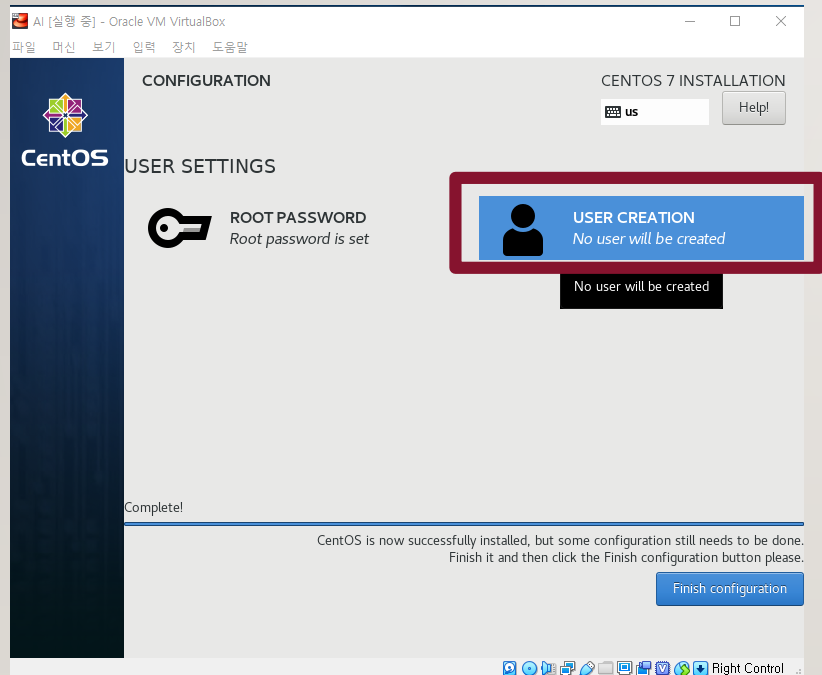 AI [실행 중] - Oracle VM VirtualBox
파일 머신 보기 입력 장치 도움말
CONFIGURATION
CENTOS 7 INSTALLATION
us
Help!
CentOS
USER SETTINGS
ROOT PASSWORD
Root password is set
USER CREATION
No user will be created
No user will be created
Complete!
CentOS is now successfully installed, but some configuration still needs to be done.
Finish it and then click the Finish configuration button please.
Finish configuration
Right Control